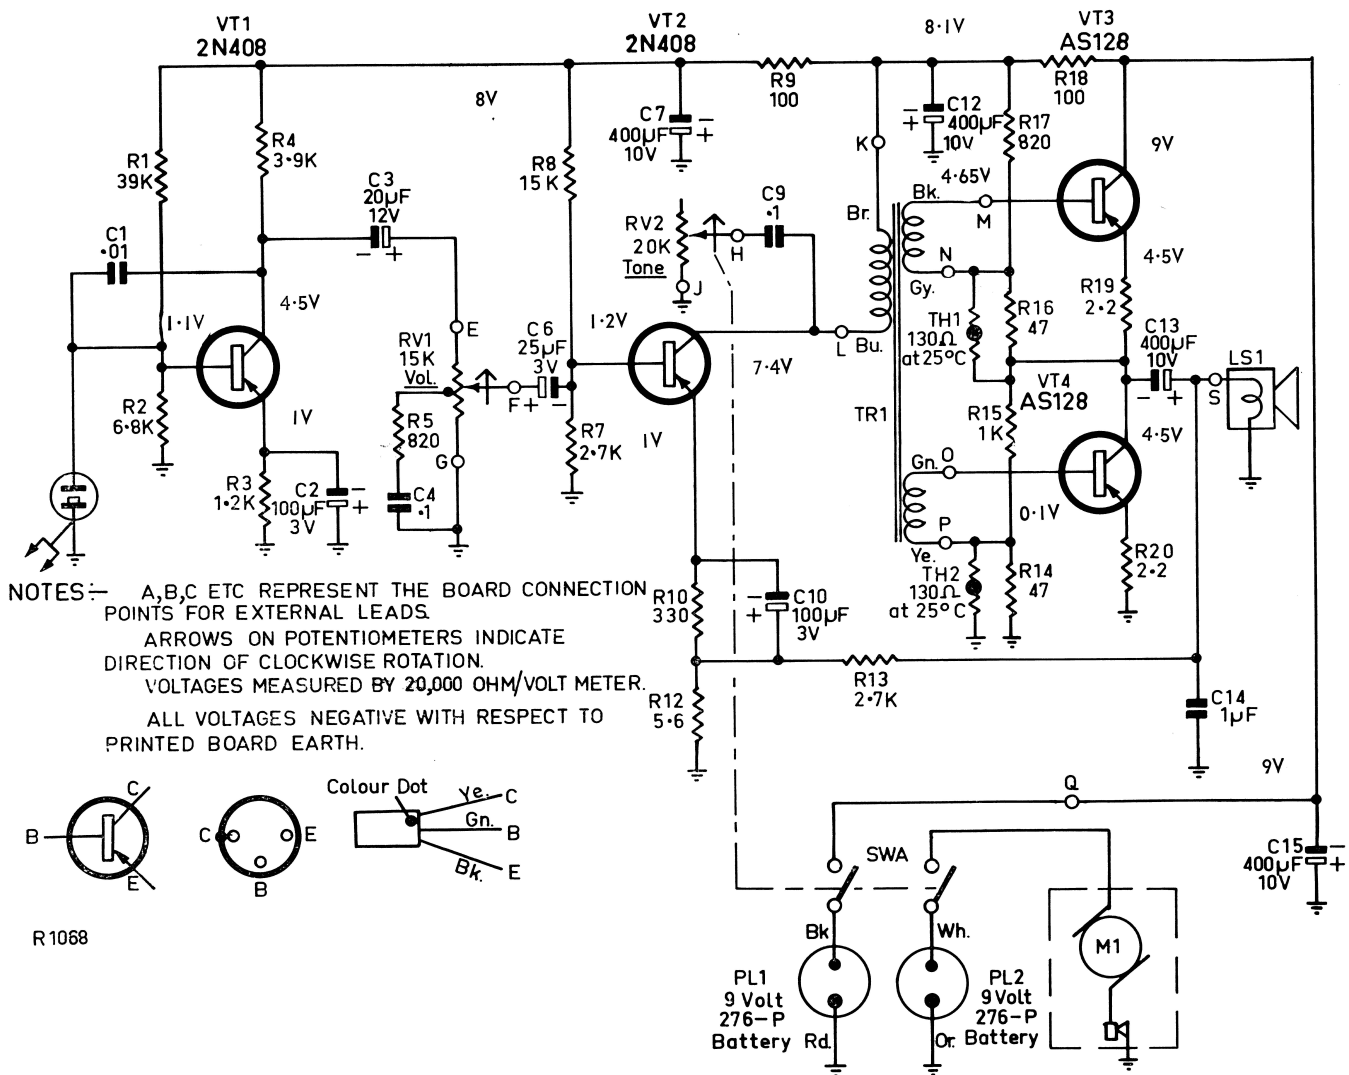 VT1
2N408
VT2
2N408
8·1V
VT3
AS128
R9
100
R18
100
8V
C7
400µF
10V
C12
400µF
10V
R17
820
9V
R4
3·9K
R1
39K
R8
15K
K
4·65V
C3
20µF
12V
C9
·1
Bk.
M
RV2
20K
Tone
Br.
C1
·01
H
N
Gy.
4·5V
J
R19
2·2
4·5V
1·1V
E
1·2V
C6
25µF
3V
TH1
130Ω
at 25°C
R16
47
C13
400µF
10V
RV1
15K
Vol.
L
Bu.
7·4V
LS1
F
VT4
AS128
S
R2
6·8K
1V
R5
820
R7
2·7K
1V
TR1
R15
1K
4·5V
G
Gn.
O
R3
1·2K
C2
100µF
3V
C4
·1
0·1V
P
Ye.
R20
2·2
TH2
130Ω
at 25°C
R14
47
NOTES:— A,B,C ETC REPRESENT THE BOARD CONNECTION
POINTS FOR EXTERNAL LEADS.
ARROWS ON POTENTIOMETERS INDICATE
DIRECTION OF CLOCKWISE ROTATION.
VOLTAGES MEASURED BY 20,000 OHM/VOLT METER.
ALL VOLTAGES NEGATIVE WITH RESPECT TO
PRINTED BOARD EARTH.
R10
330
C10
100µF
3V
R13
2·7K
R12
5·6
C14
1µF
9V
Q
C
B
E
C
E
B
Colour Dot
Ye.
C
Gn.
B
Bk.
E
SWA
C15
400µF
10V
R1068
Bk
Wh.
M1
PL1
9 Volt
276-P
Battery
Rd.
PL2
9 Volt
276-P
Battery
Or.